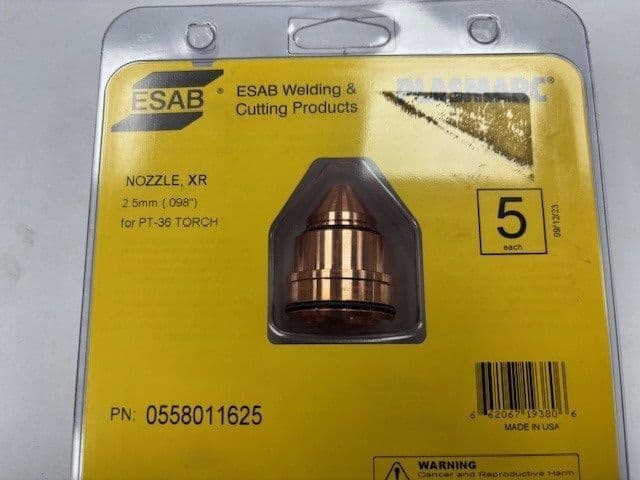 ESAB®
ESAB Welding &
Cutting Products
PLASMARC®
NOZZLE, XR
2.5mm (.098")
for PT-36 TORCH
5
each
09/12/23
PN: 0558011625
6 62067 19380 6
MADE IN USA
WARNING
Cancer and Reproductive Harm